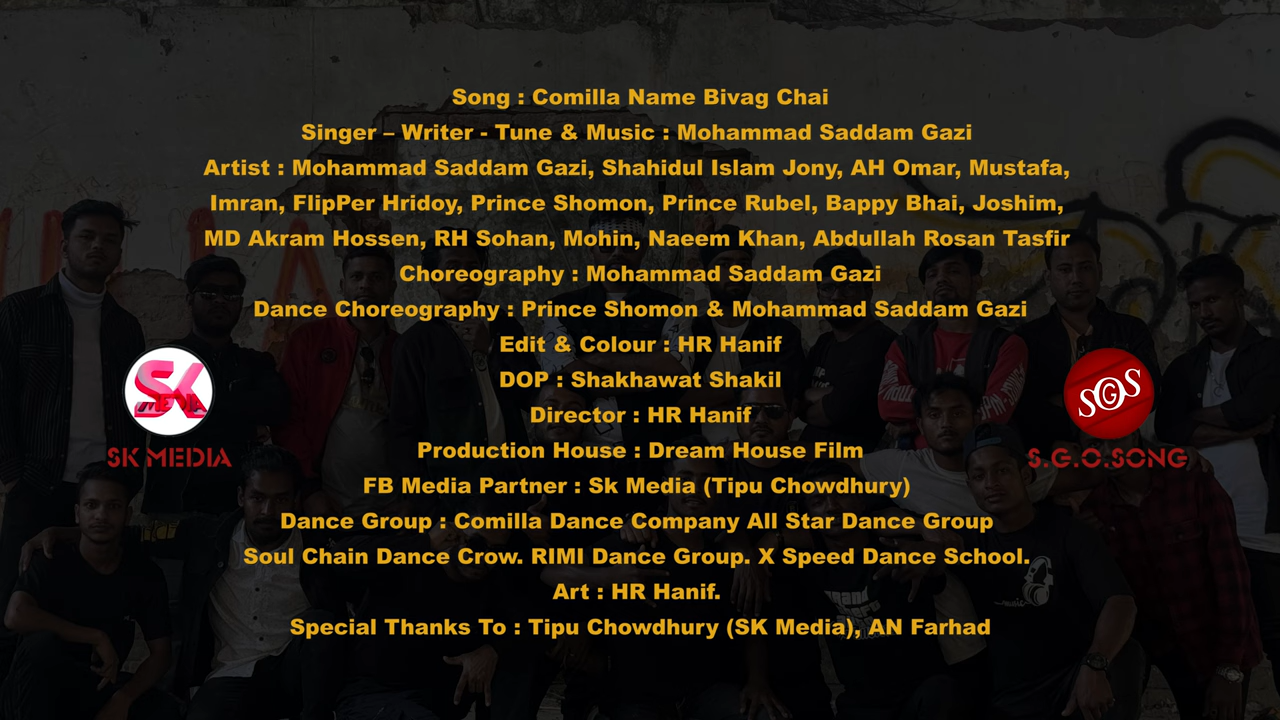 Song : Comilla Name Bivag Chai
Singer – Writer - Tune & Music : Mohammad Saddam Gazi
Artist : Mohammad Saddam Gazi, Shahidul Islam Jony, AH Omar, Mustafa,
Imran, FlipPer Hridoy, Prince Shomon, Prince Rubel, Bappy Bhai, Joshim,
MD Akram Hossen, RH Sohan, Mohin, Naeem Khan, Abdullah Rosan Tasfir
Choreography : Mohammad Saddam Gazi
Dance Choreography : Prince Shomon & Mohammad Saddam Gazi
Edit & Colour : HR Hanif
DOP : Shakhawat Shakil
Director : HR Hanif
Production House : Dream House Film
FB Media Partner : Sk Media (Tipu Chowdhury)
Dance Group : Comilla Dance Company All Star Dance Group
Soul Chain Dance Crow. RIMI Dance Group. X Speed Dance School.
Art : HR Hanif.
Special Thanks To : Tipu Chowdhury (SK Media), AN Farhad
SK
MEDIA
SK MEDIA
SGS
S.G.O.SONG